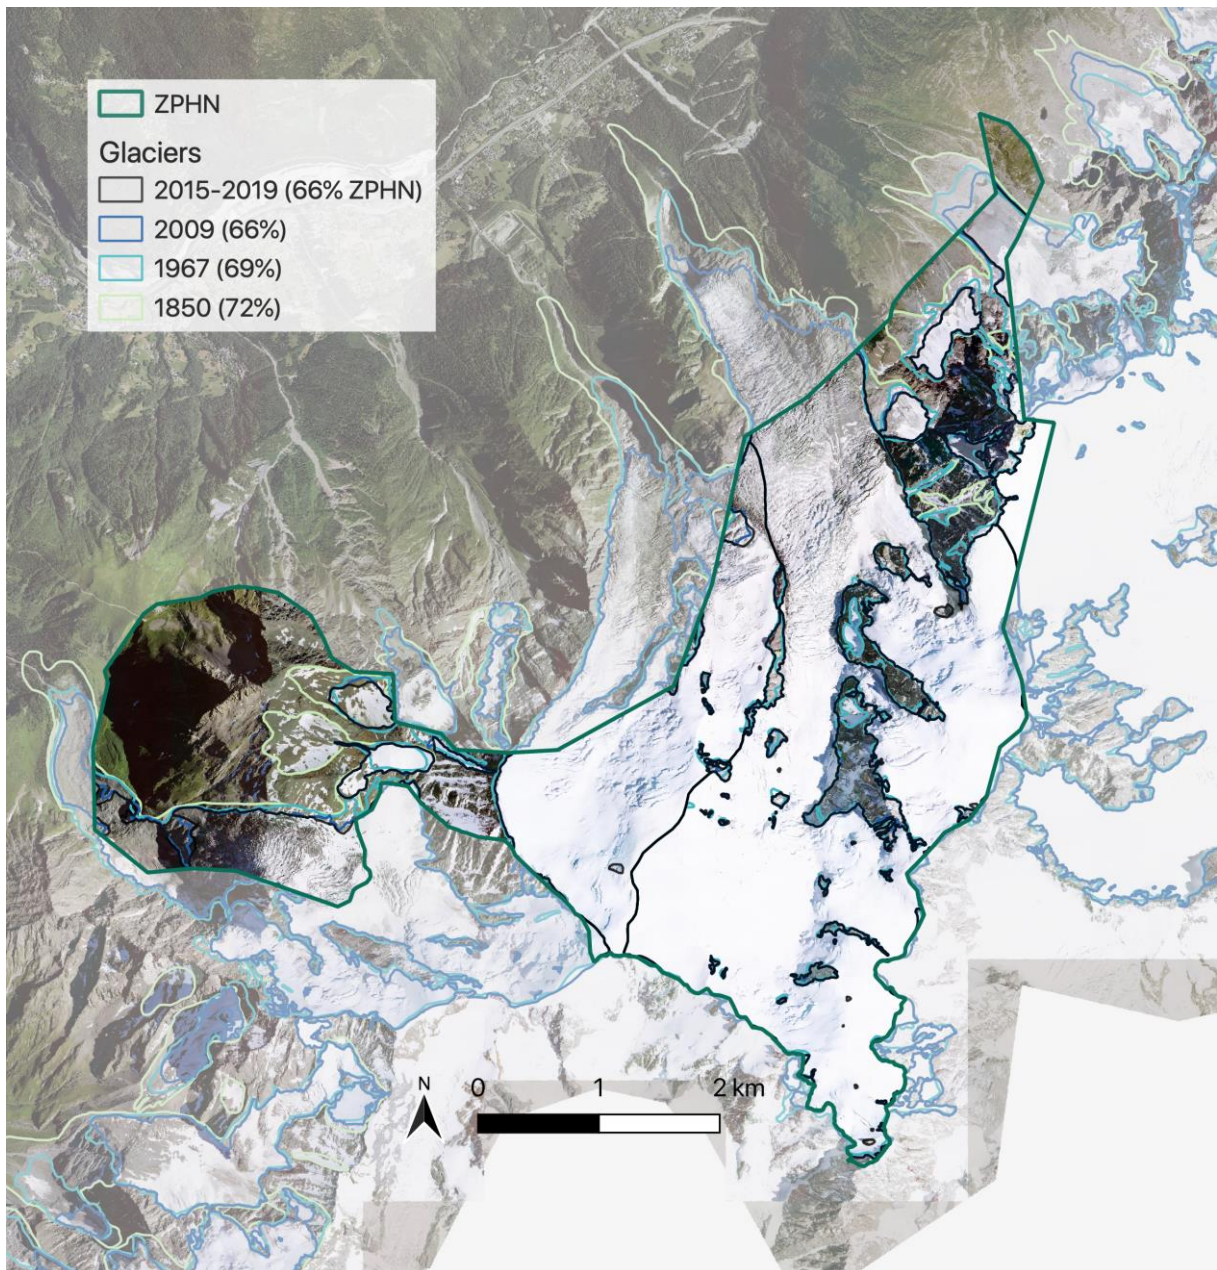 ZPHN
Glaciers
2015-2019 (66% ZPHN)
2009 (66%)
1967 (69%)
1850 (72%)
N
0 1 2 km